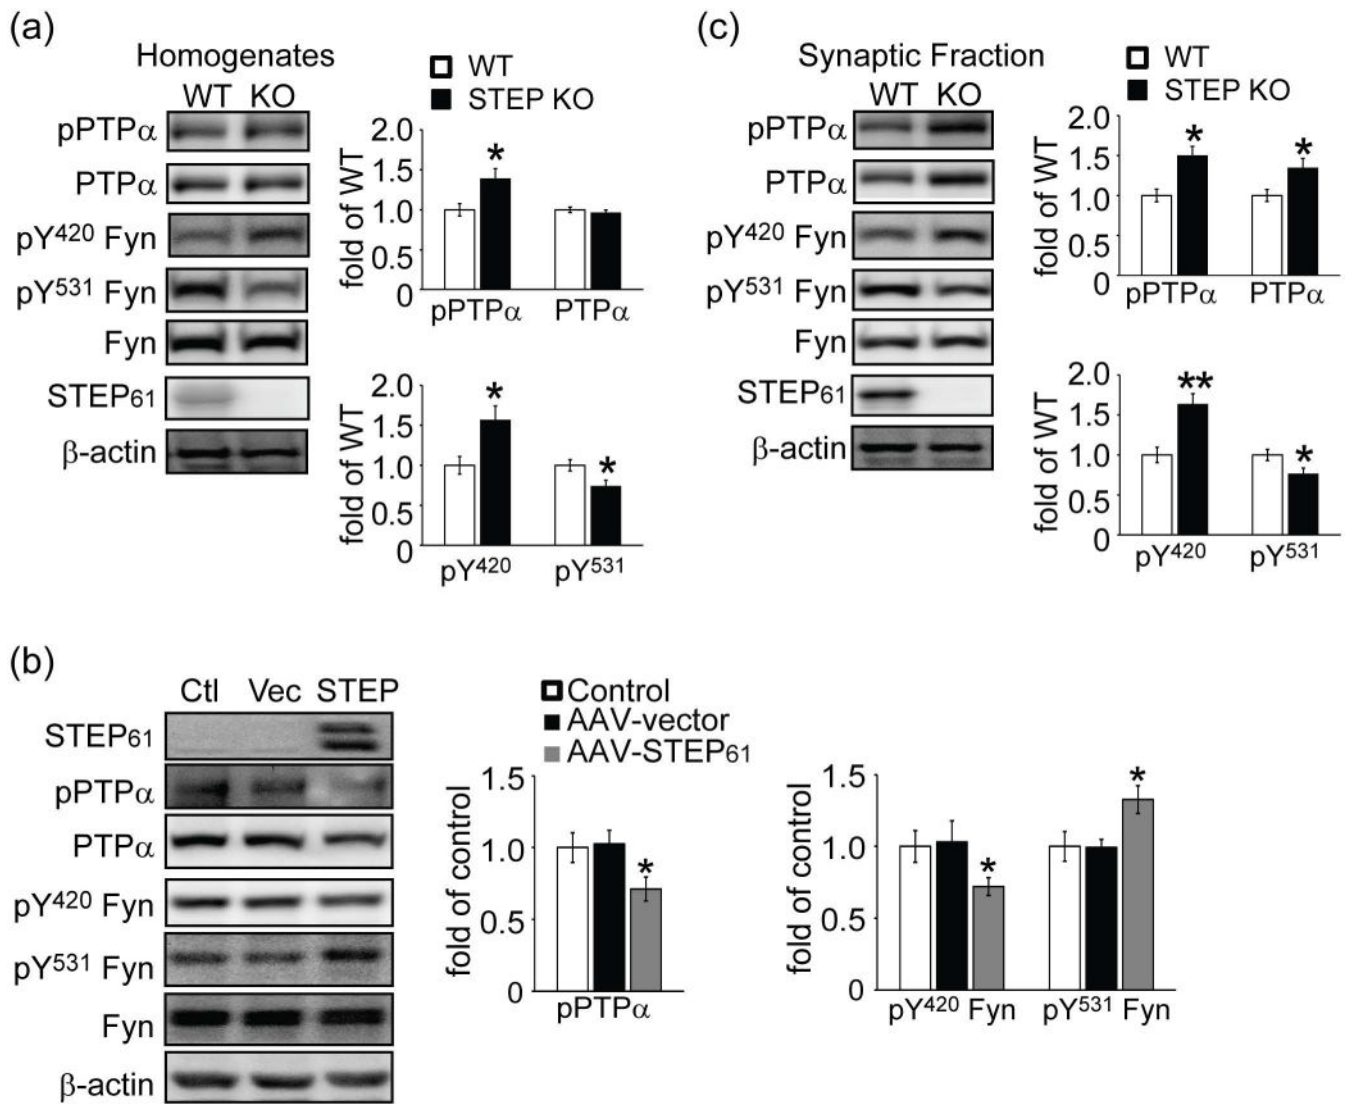 (a)
Homogenates
WT KO
pPTPα
PTPα
pY420 Fyn
pY531 Fyn
Fyn
STEP61
β-actin
WT
STEP KO
fold of WT
2.0
1.5
1.0
0.5
0
*
pPTPα PTPα
fold of WT
2.0
1.5
1.0
0.5
0
*
*
pY420 pY531
(c)
Synaptic Fraction
WT KO
pPTPα
PTPα
pY420 Fyn
pY531 Fyn
Fyn
STEP61
β-actin
WT
STEP KO
fold of WT
2.0
1.5
1.0
0.5
0
*
*
pPTPα PTPα
fold of WT
2.0
1.5
1.0
0.5
0
**
*
pY420 pY531
(b)
Ctl Vec STEP
STEP61
pPTPα
PTPα
pY420 Fyn
pY531 Fyn
Fyn
β-actin
Control
AAV-vector
AAV-STEP61
fold of control
1.5
1.0
0.5
0
*
pPTPα
fold of control
1.5
1.0
0.5
0
*
*
pY420 Fyn pY531 Fyn